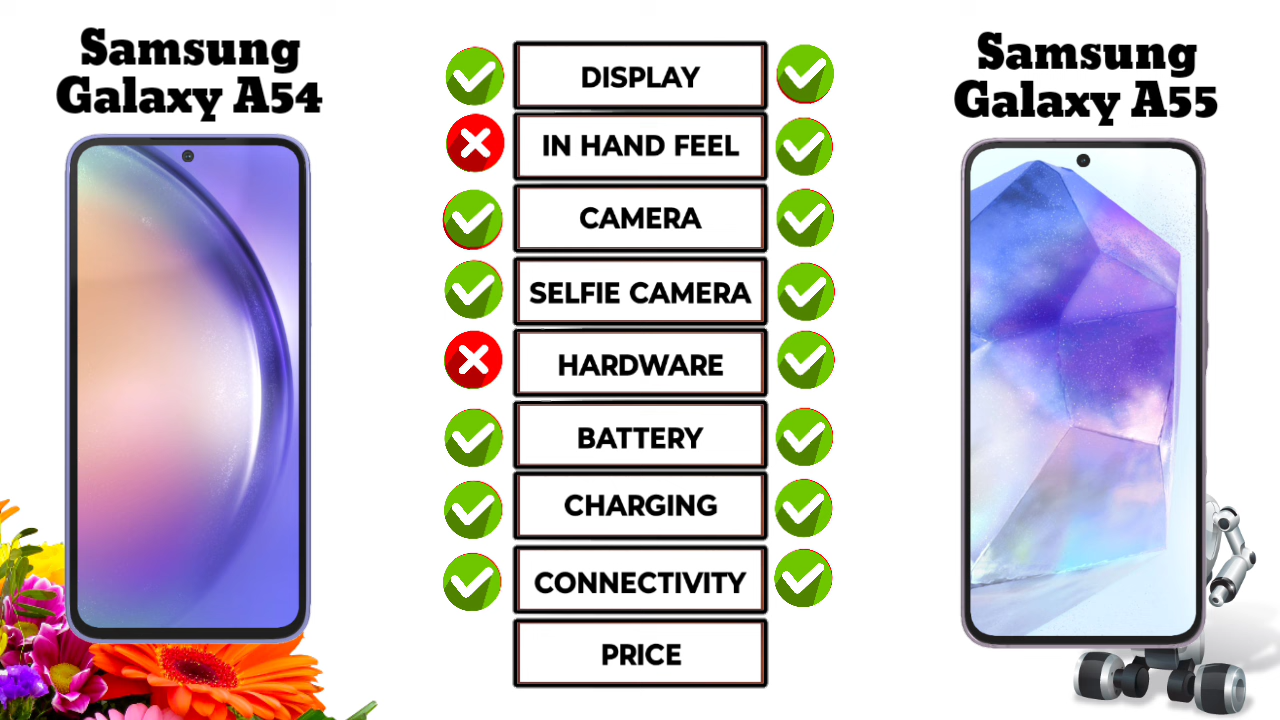 Samsung
Galaxy A54
DISPLAY
IN HAND FEEL
CAMERA
SELFIE CAMERA
HARDWARE
BATTERY
CHARGING
CONNECTIVITY
PRICE
Samsung
Galaxy A55